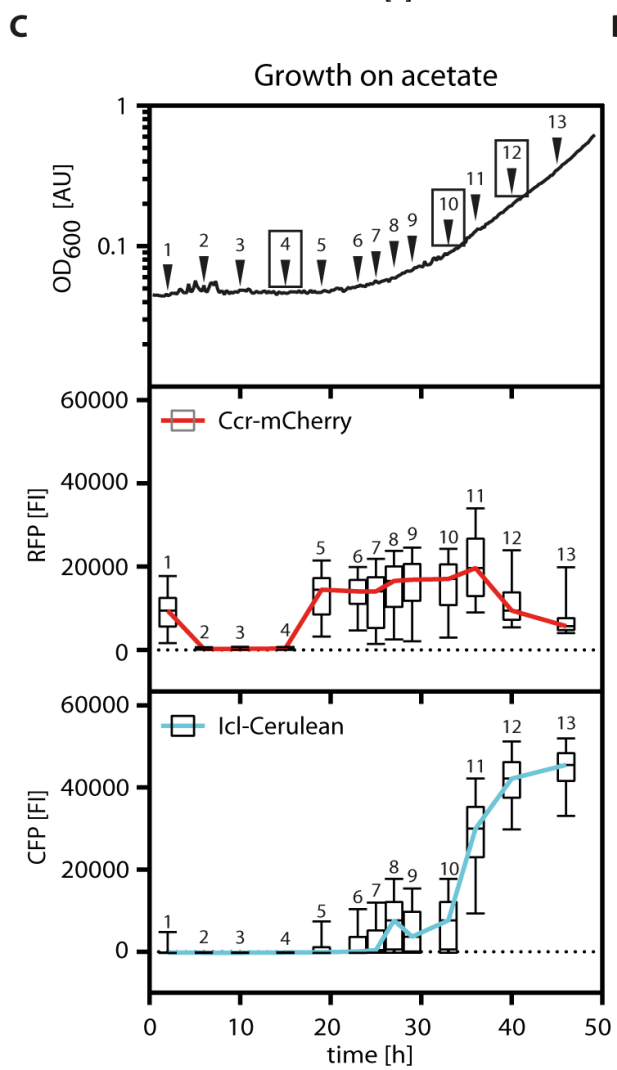 C
Growth on acetate
OD600 [AU]
1
0.1
1 2 3 4 5 6 7 8 9 10 11 12 13
RFP [FI]
60000
40000
20000
0
Ccr-mCherry
1 2 3 4 5 6 7 8 9 10 11 12 13
CFP [FI]
60000
40000
20000
0
Icl-Cerulean
1 2 3 4 5 6 7 8 9 10 11 12 13
0 10 20 30 40 50
time [h]